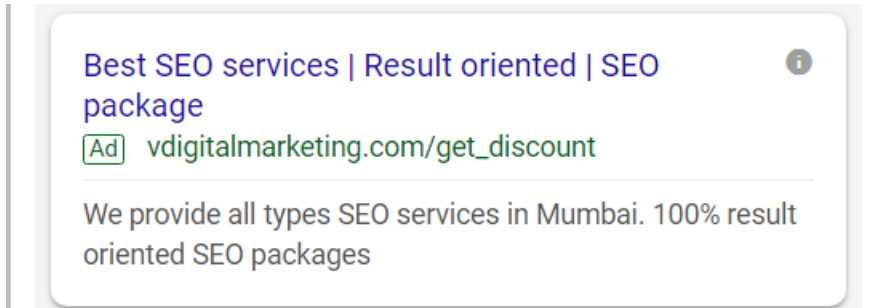 Best SEO services | Result oriented | SEO
package
Ad vdigitalmarketing.com/get_discount
We provide all types SEO services in Mumbai. 100% result
oriented SEO packages